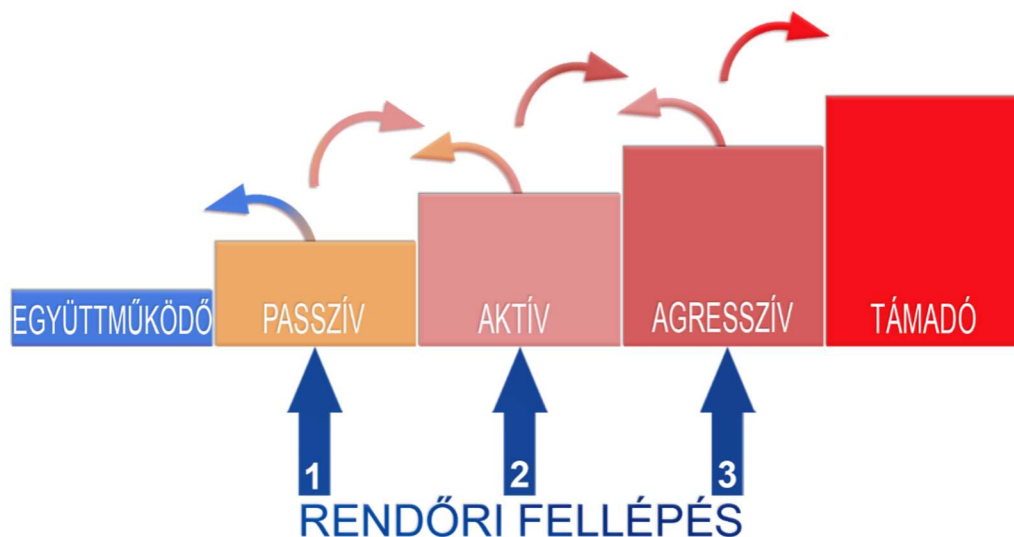 EGYÜTTMŰKÖDŐ PASSZÍV AKTÍV AGRESSZÍV TÁMADÓ
1 2 3
RENDŐRI FELLÉPÉS